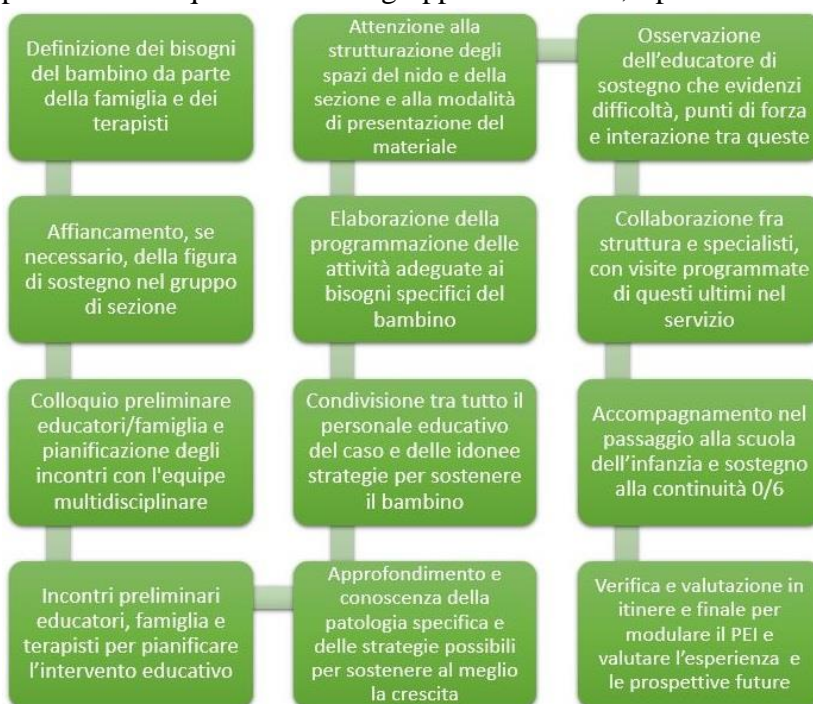 Definizione dei bisogni
del bambino da parte
della famiglia e dei
terapisti
Affiancamento, se
necessario, della figura
di sostegno nel gruppo
di sezione
Colloquio preliminare
educatori/famiglia e
pianificazione degli
incontri con l'equipe
multidisciplinare
Incontri preliminari
educatori, famiglia e
terapisti per pianificare
l’intervento educativo
Approfondimento e
conoscenza della
patologia specifica e
delle strategie possibili
per sostenere al meglio
la crescita
Condivisione tra tutto il
personale educativo
del caso e delle idonee
strategie per sostenere
il bambino
Elaborazione della
programmazione delle
attività adeguate ai
bisogni specifici del
bambino
Attenzione alla
strutturazione degli
spazi del nido e della
sezione e alla modalità
di presentazione del
materiale
Osservazione
dell’educatore di
sostegno che evidenzi
difficoltà, punti di forza
e interazione tra queste
Collaborazione fra
struttura e specialisti,
con visite programmate
di questi ultimi nel
servizio
Accompagnamento nel
passaggio alla scuola
dell’infanzia e sostegno
alla continuità 0/6
Verifica e valutazione in
itinere e finale per
modulare il PEI e
valutare l’esperienza e
le prospettive future